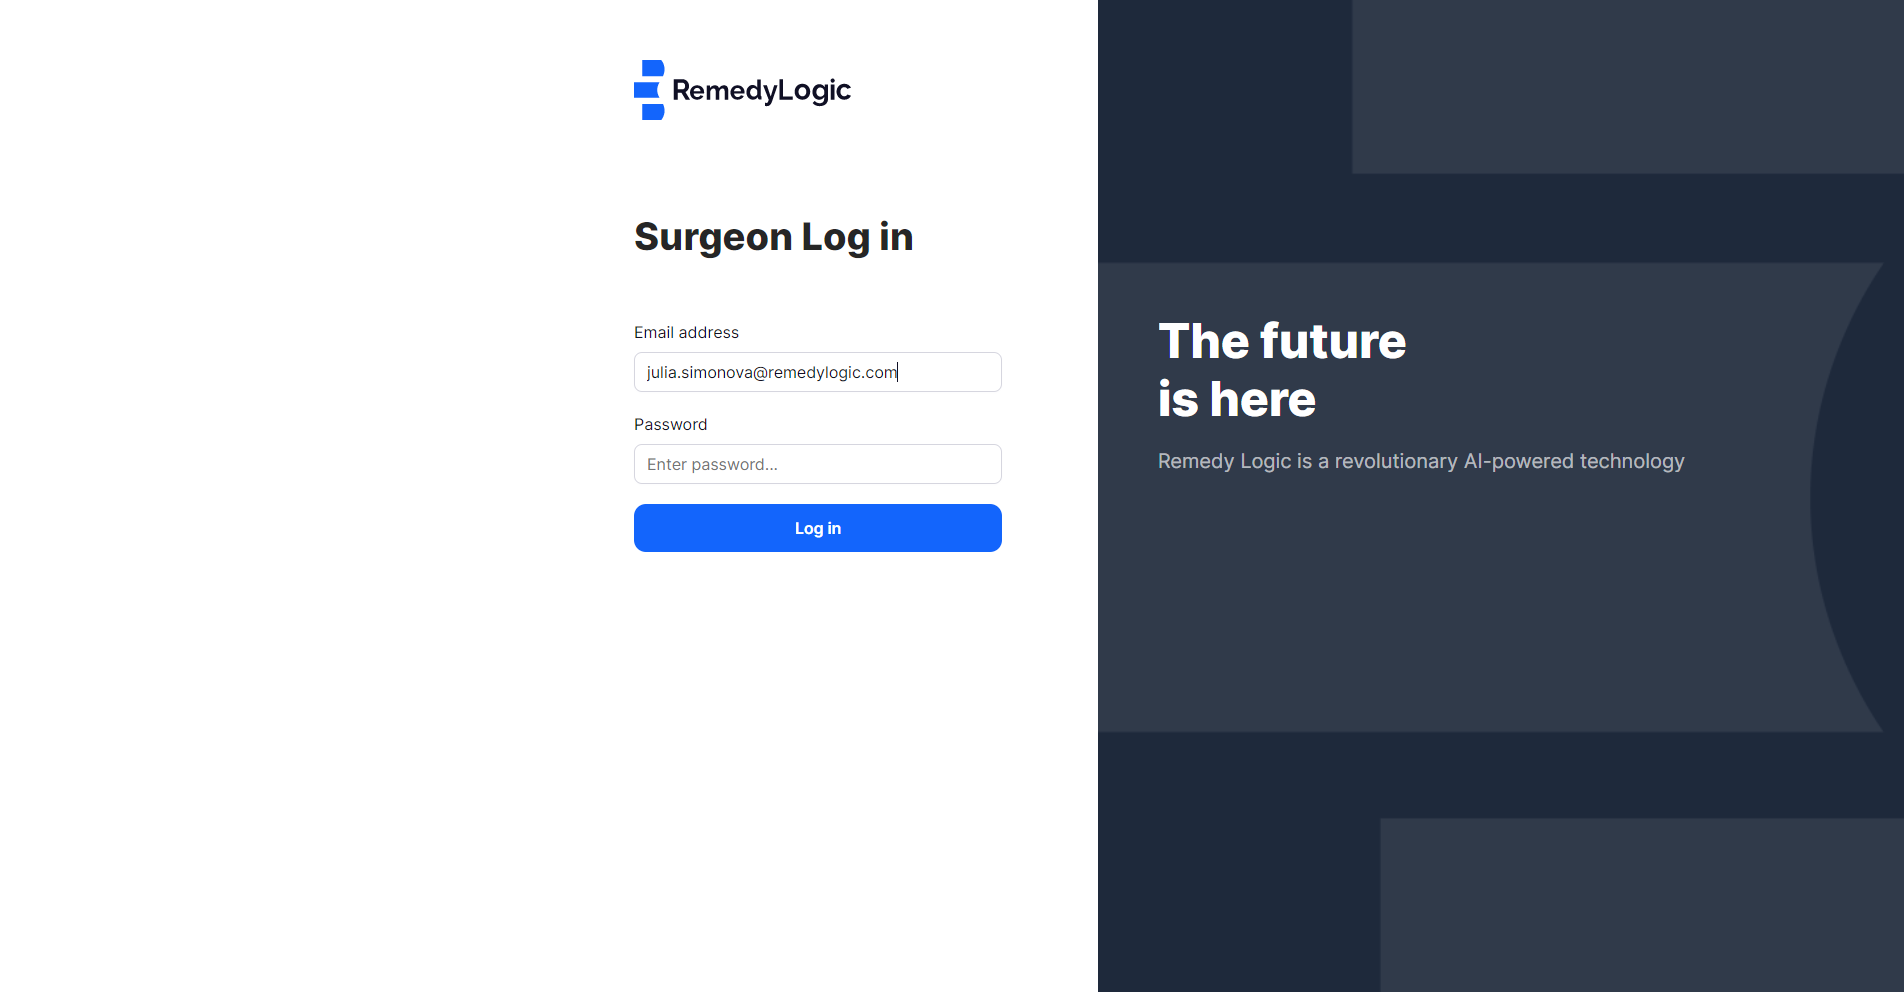 RemedyLogic
Surgeon Log in
Email address
julia.simonova@remedylogic.com
Password
Enter password...
Log in
The future
is here
Remedy Logic is a revolutionary AI-powered technology